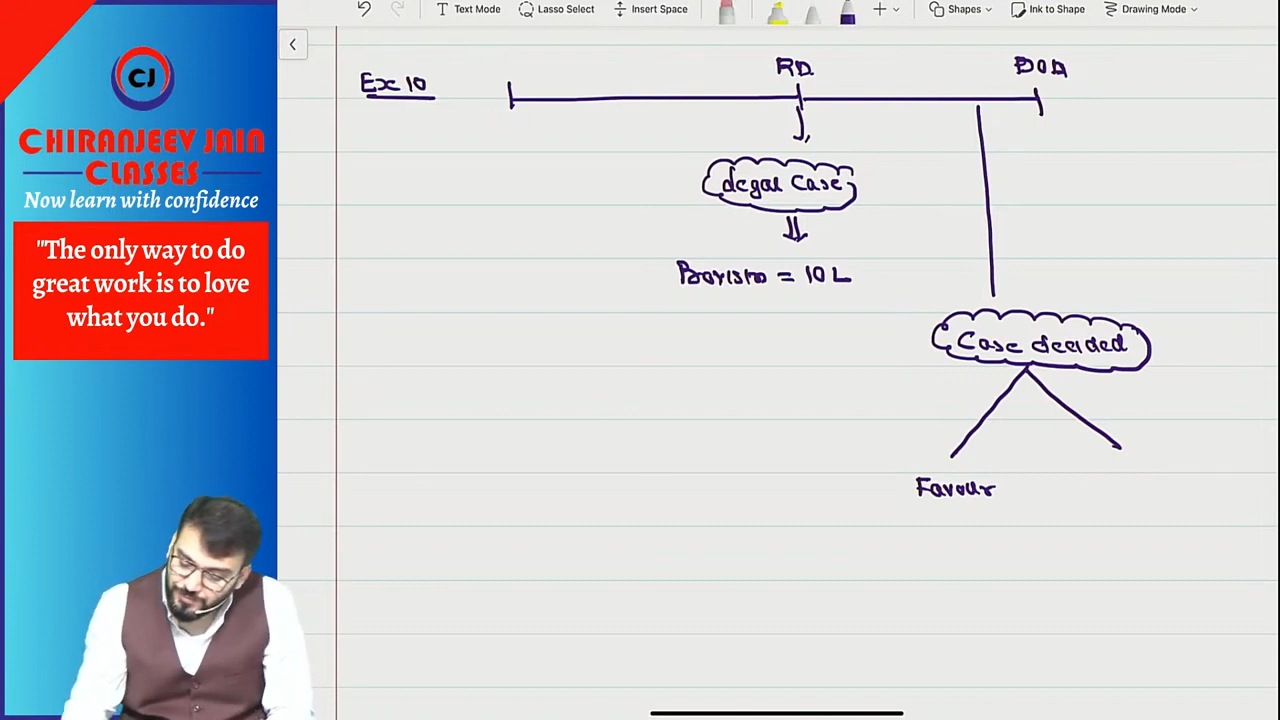 Text Mode
Lasso Select
Insert Space
Shapes
Ink to Shape
Drawing Mode
CJ
CHIRANJEEV JAIN
CLASSES
Now learn with confidence
"The only way to do
great work is to love
what you do."
Ex 10
RD
BOD
Legal Case
= 10 L
Case decided
Favour